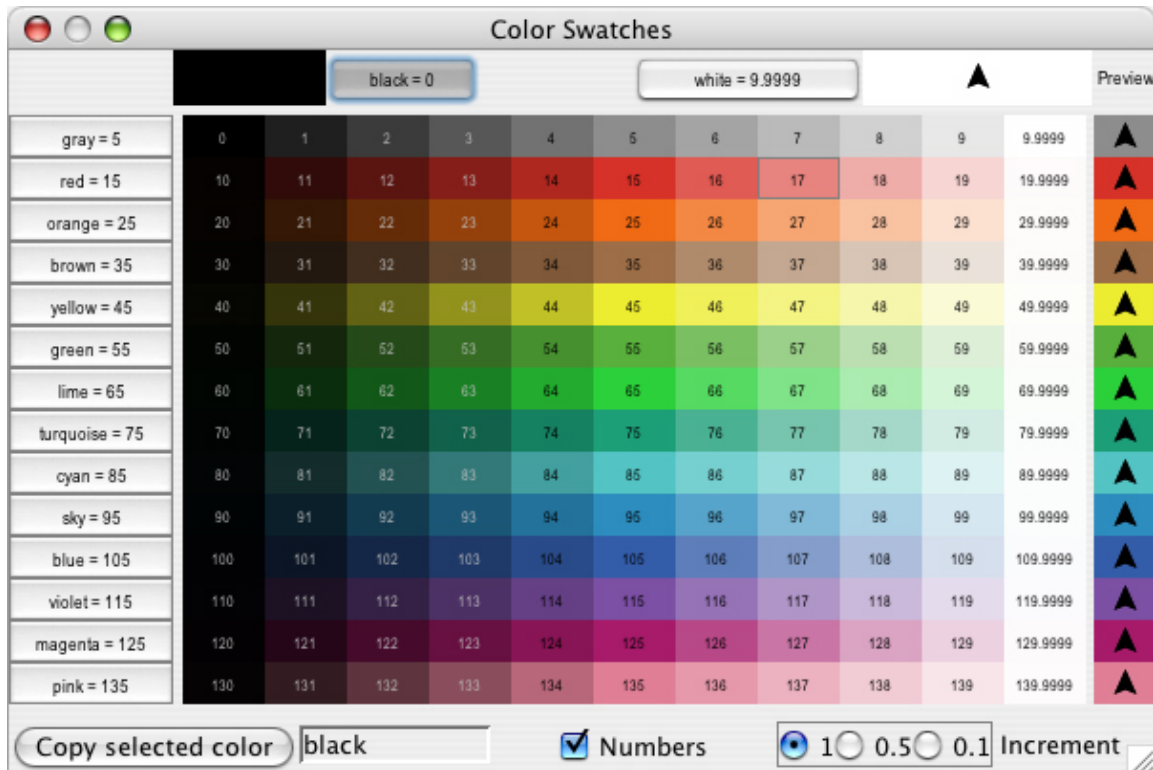 Color Swatches
black = 0 white = 9.9999 Preview
gray = 5 0 1 2 3 4 5 6 7 8 9 9.9999
red = 15 10 11 12 13 14 15 16 17 18 19 19.9999
orange = 25 20 21 22 23 24 25 26 27 28 29 29.9999
brown = 35 30 31 32 33 34 35 36 37 38 39 39.9999
yellow = 45 40 41 42 43 44 45 46 47 48 49 49.9999
green = 55 50 51 52 53 54 55 56 57 58 59 59.9999
lime = 65 60 61 62 63 64 65 66 67 68 69 69.9999
turquoise = 75 70 71 72 73 74 75 76 77 78 79 79.9999
cyan = 85 80 81 82 83 84 85 86 87 88 89 89.9999
sky = 95 90 91 92 93 94 95 96 97 98 99 99.9999
blue = 105 100 101 102 103 104 105 106 107 108 109 109.9999
violet = 115 110 111 112 113 114 115 116 117 118 119 119.9999
magenta = 125 120 121 122 123 124 125 126 127 128 129 129.9999
pink = 135 130 131 132 133 134 135 136 137 138 139 139.9999
Copy selected color black Numbers 1 0.5 0.1 Increment